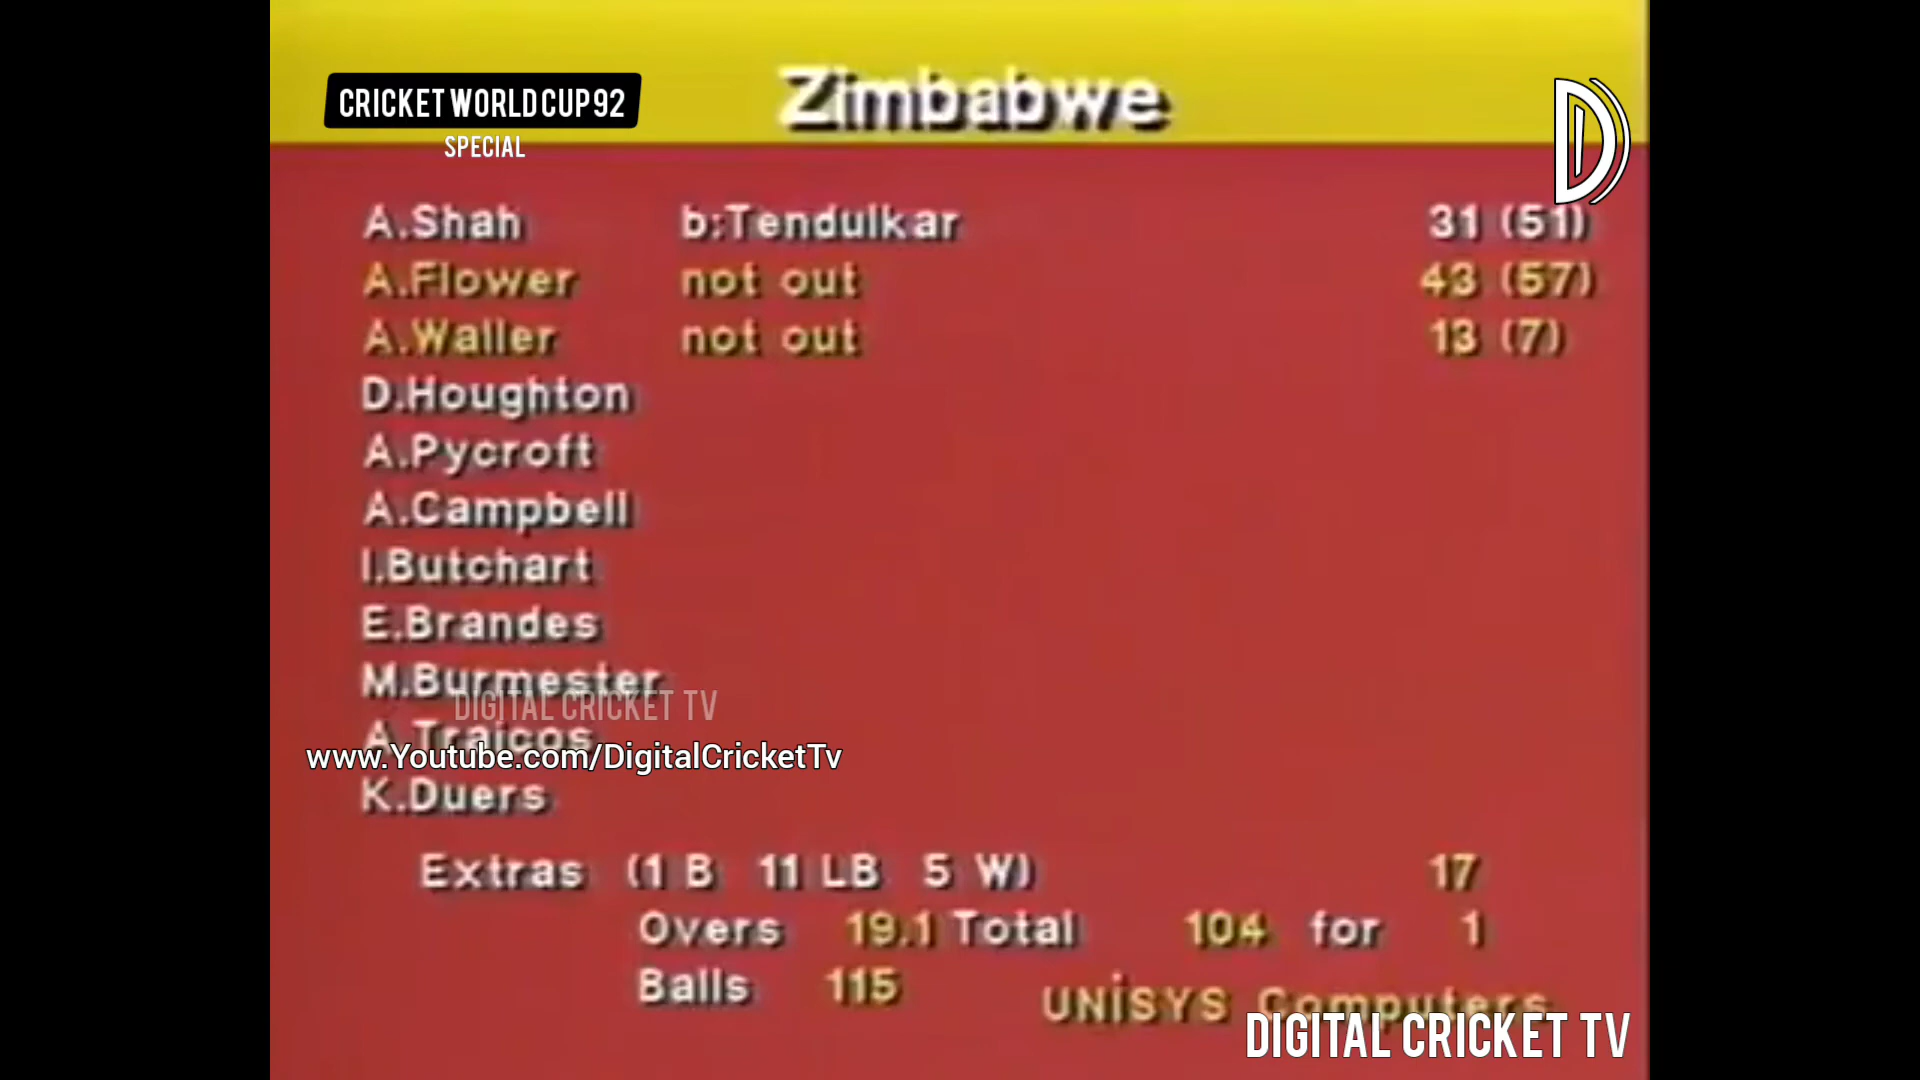 Zimbabwe
CRICKET WORLD CUP 92
SPECIAL
A.Shah b:Tendulkar 31 (51)
A.Flower not out 43 (57)
A.Waller not out 13 (7)
D.Houghton
A.Pycroft
A.Campbell
I.Butchart
E.Brandes
M.Burmester
DIGITAL CRICKET TV
A.Traicos
www.Youtube.com/DigitalCricketTv
K.Duers
Extras (1 B 11 LB 5 W) 17
Overs 19.1 Total 104 for 1
Balls 115
UNISYS Computers
DIGITAL CRICKET TV